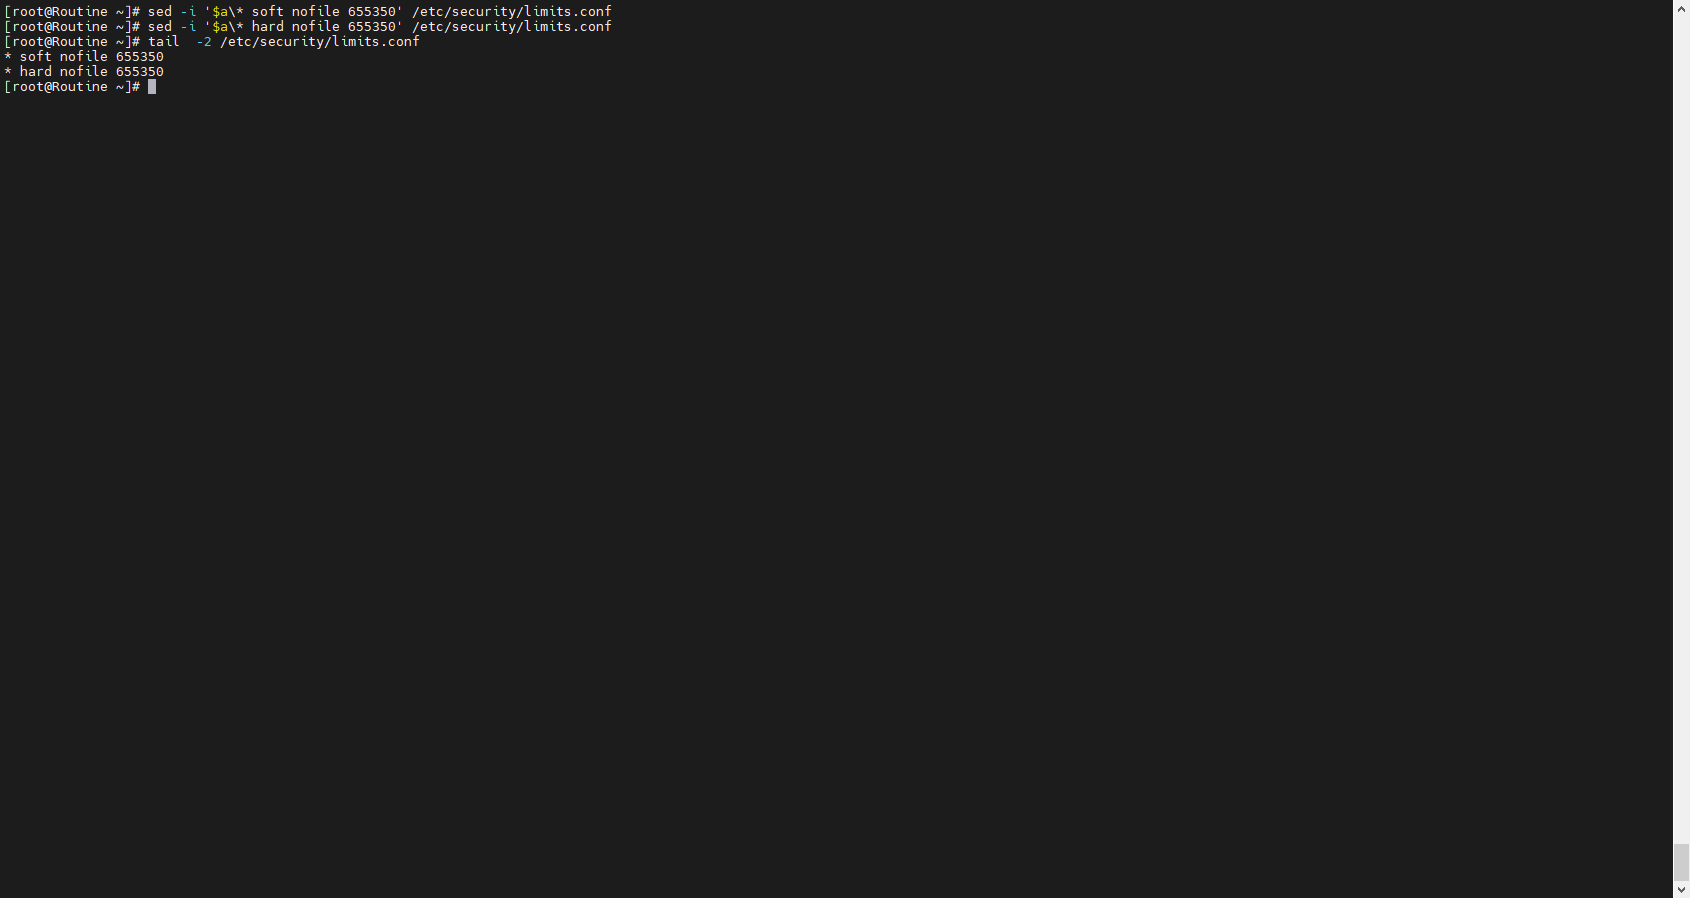 [root@Routine ~]# sed -i '$a\* soft nofile 655350' /etc/security/limits.conf
[root@Routine ~]# sed -i '$a\* hard nofile 655350' /etc/security/limits.conf
[root@Routine ~]# tail  -2 /etc/security/limits.conf
* soft nofile 655350
* hard nofile 655350
[root@Routine ~]#